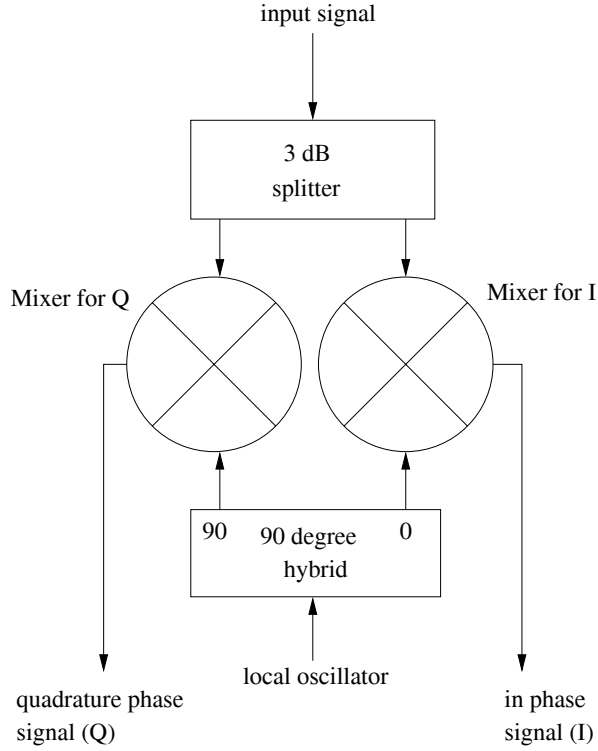 input signal
3 dB
splitter
Mixer for Q
Mixer for I
90
90 degree
0
hybrid
local oscillator
quadrature phase
signal (Q)
in phase
signal (I)